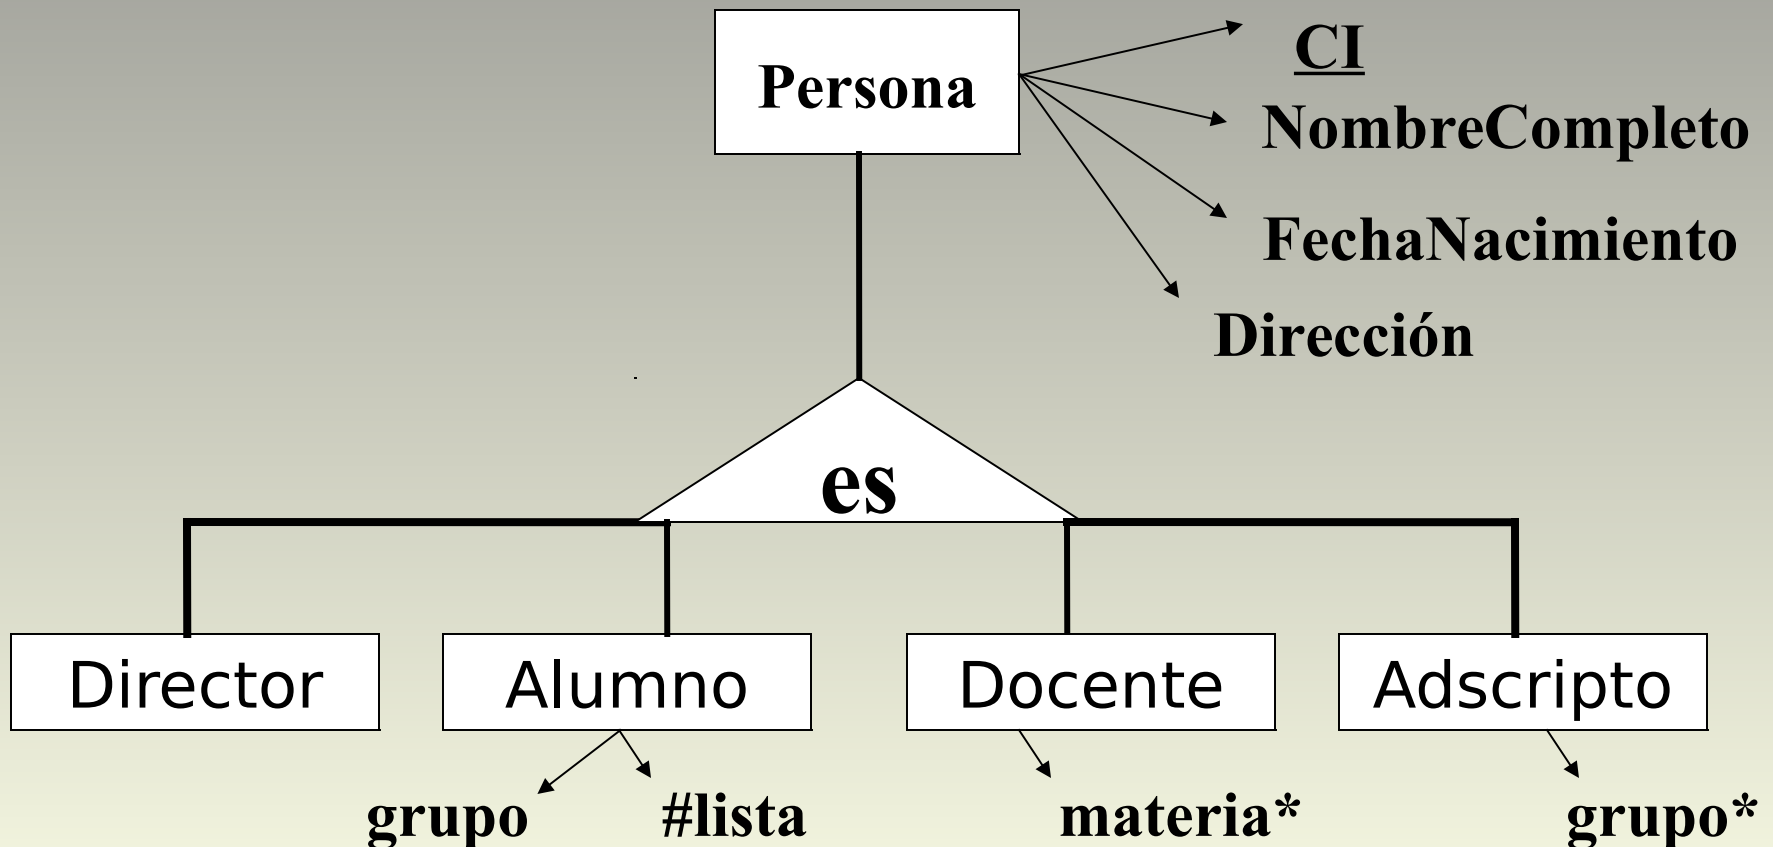 CI
Persona
NombreCompleto
FechaNacimiento
Dirección
es
Director Alumno Docente Adscripto
grupo #lista materia* grupo*